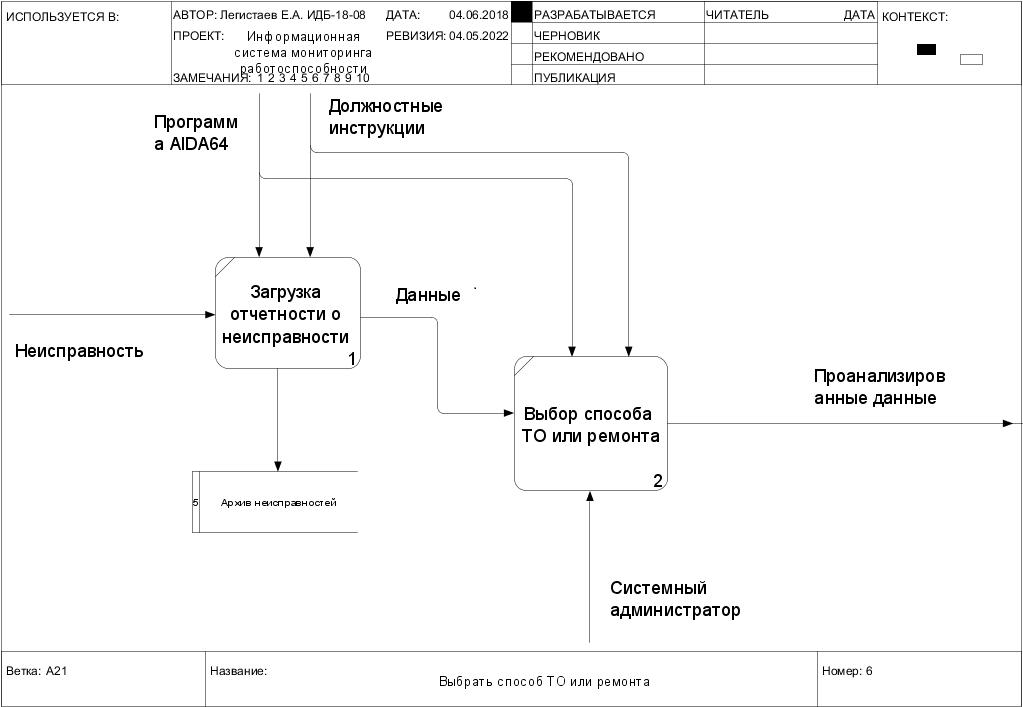 ИСПОЛЬЗУЕТСЯ В:
АВТОР: Легистаев Е.А. ИДБ-18-08
ДАТА: 04.06.2018
РАЗРАБАТЫВАЕТСЯ
ЧИТАТЕЛЬ
ДАТА
КОНТЕКСТ:
ПРОЕКТ: Информационная
система мониторинга
работоспособности
РЕВИЗИЯ: 04.05.2022
ЧЕРНОВИК
РЕКОМЕНДОВАНО
ЗАМЕЧАНИЯ: 1 2 3 4 5 6 7 8 9 10
ПУБЛИКАЦИЯ
Программ
а AIDA64
Должностные
инструкции
Загрузка
отчетности о
неисправности
1
Данные
Неисправность
Проанализиров
анные данные
Выбор способа
ТО или ремонта
2
5
Архив неисправностей
Системный
администратор
Ветка: A21
Название:
Выбрать способ ТО или ремонта
Номер: 6